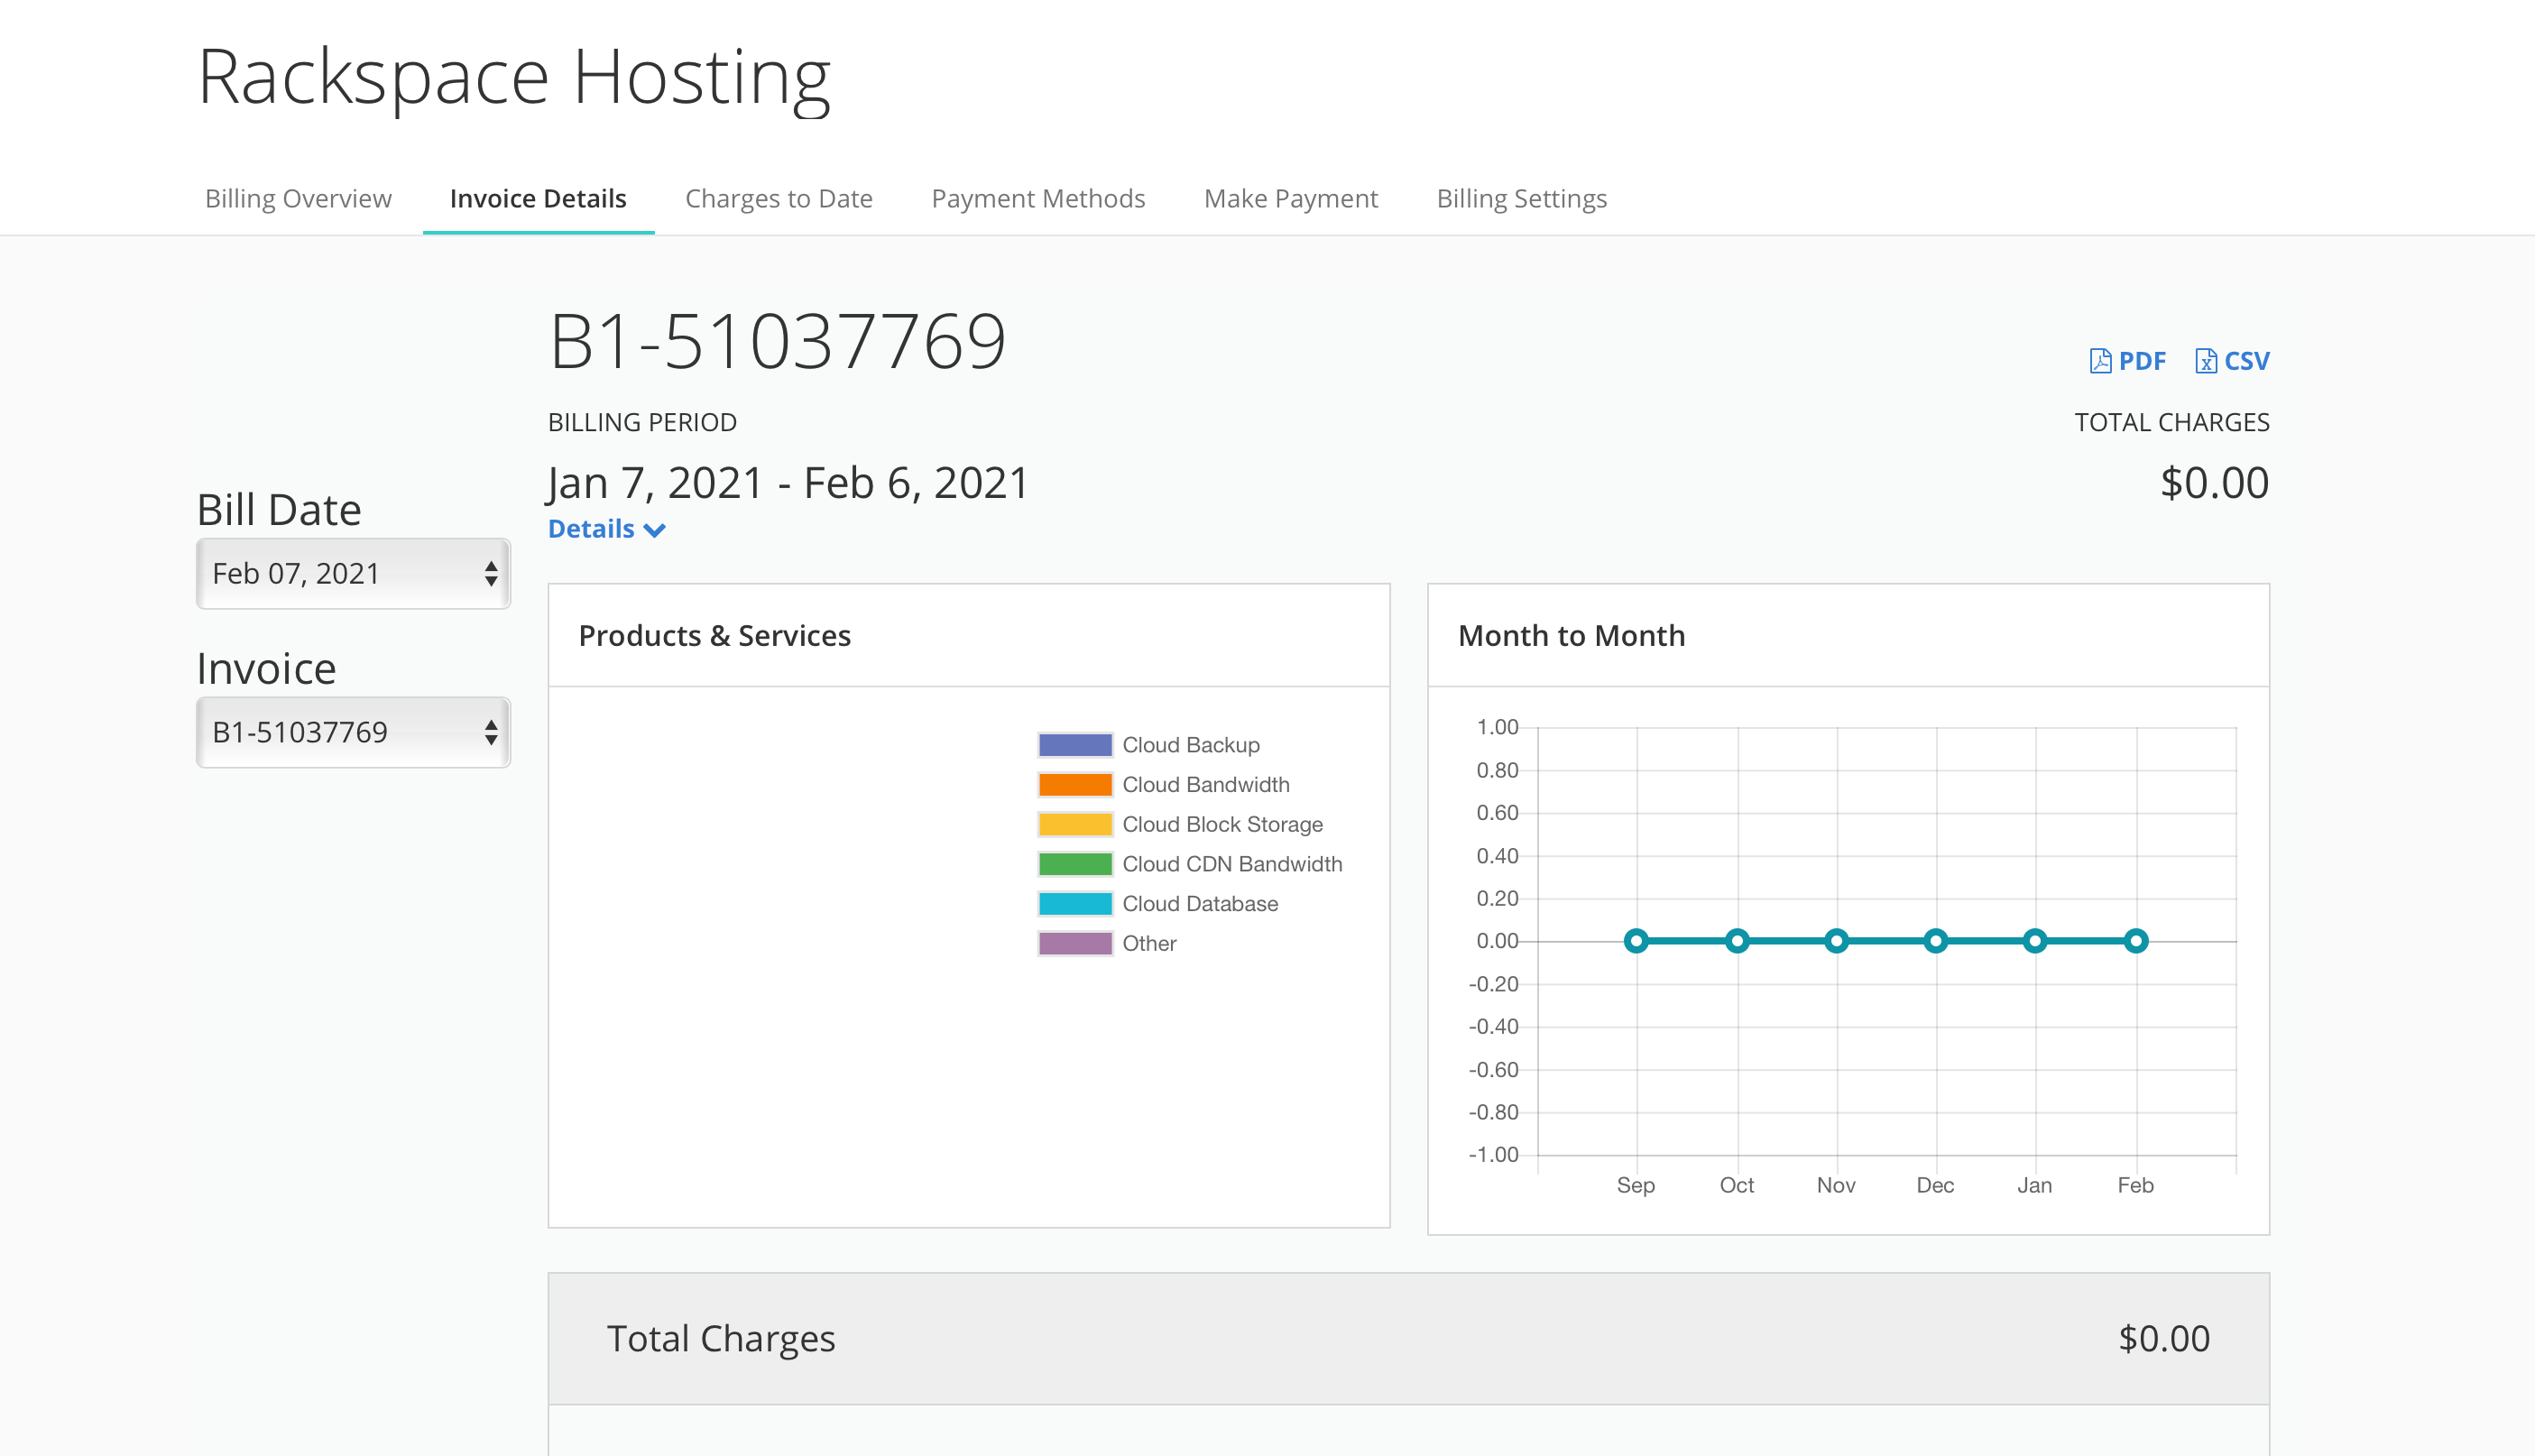 Rackspace Hosting
Billing Overview Invoice Details Charges to Date Payment Methods Make Payment Billing Settings
B1-51037769
PDF CSV
BILLING PERIOD
TOTAL CHARGES
Jan 7, 2021 - Feb 6, 2021
$0.00
Details
Bill Date
Feb 07, 2021
Invoice
B1-51037769
Products & Services
Cloud Backup
Cloud Bandwidth
Cloud Block Storage
Cloud CDN Bandwidth
Cloud Database
Other
Month to Month
1.00
0.80
0.60
0.40
0.20
0.00
-0.20
-0.40
-0.60
-0.80
-1.00
Sep Oct Nov Dec Jan Feb
Total Charges $0.00